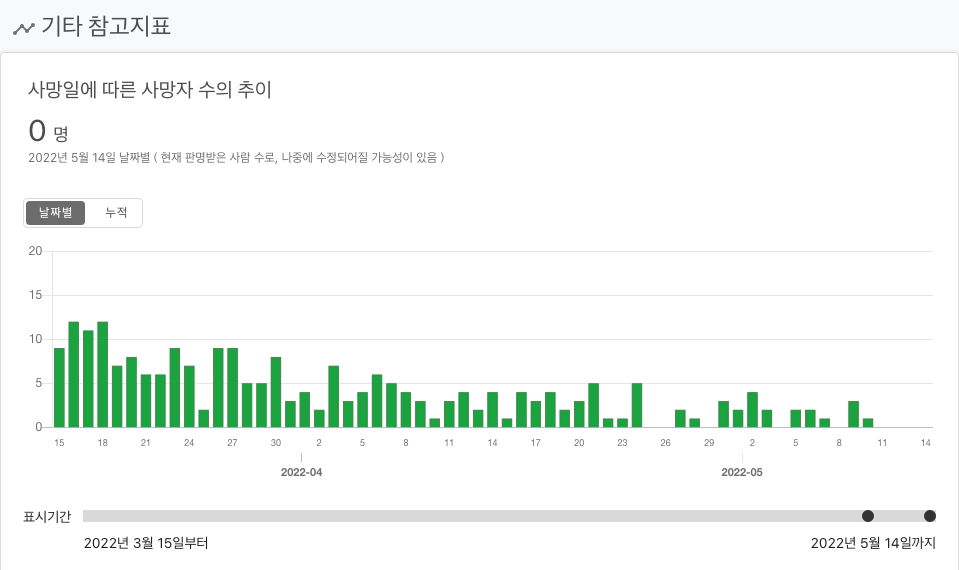 기타 참고지표
사망일에 따른 사망자 수의 추이
0 명
2022년 5월 14일 날짜별 ( 현재 판명받은 사람 수로, 나중에 수정되어질 가능성이 있음 )
날짜별 누적
20
15
10
5
0
15 18 21 24 27 30 2 5 8 11 14 17 20 23 26 29 2 5 8 11 14
2022-04 2022-05
표시기간
2022년 3월 15일부터 2022년 5월 14일까지